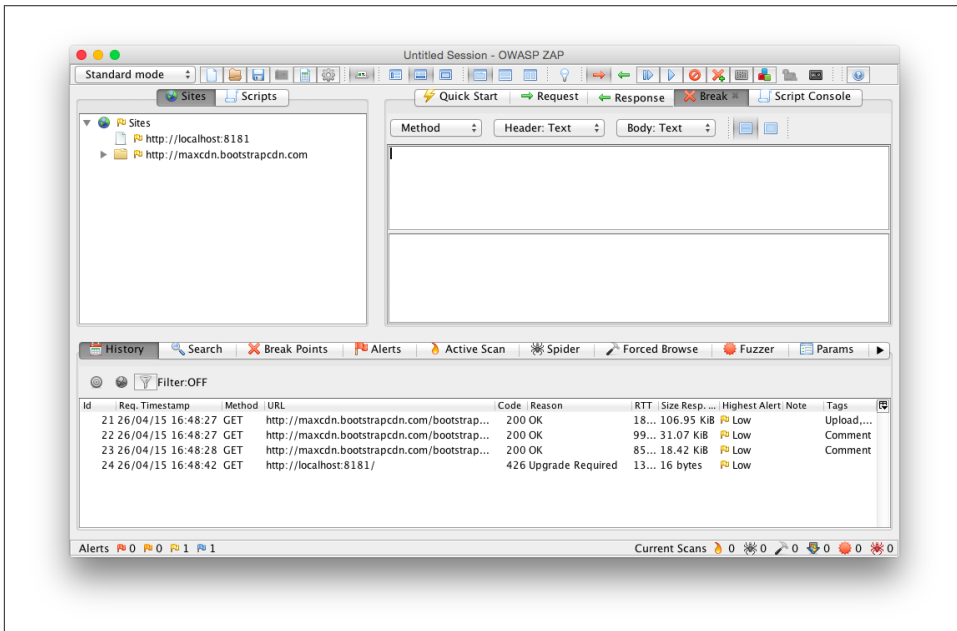 Untitled Session - OWASP ZAP
Standard mode
Sites Scripts
Quick Start Request Response Break Script Console
Sites
http://localhost:8181
http://maxcdn.bootstrapcdn.com
Method Header: Text Body: Text
History Search Break Points Alerts Active Scan Spider Forced Browse Fuzzer Params
Filter:OFF
Id Req. Timestamp Method URL Code Reason RTT Size Resp. ... Highest Alert Note Tags
21 26/04/15 16:48:27 GET http://maxcdn.bootstrapcdn.com/bootstrap... 200 OK 18... 106.95 KiB Low Upload,...
22 26/04/15 16:48:27 GET http://maxcdn.bootstrapcdn.com/bootstrap... 200 OK 99... 31.07 KiB Low Comment
23 26/04/15 16:48:28 GET http://maxcdn.bootstrapcdn.com/bootstrap... 200 OK 85... 18.42 KiB Low Comment
24 26/04/15 16:48:42 GET http://localhost:8181/ 426 Upgrade Required 13... 16 bytes Low
Alerts 0 0 1 1 Current Scans 0 0 0 0 0 0